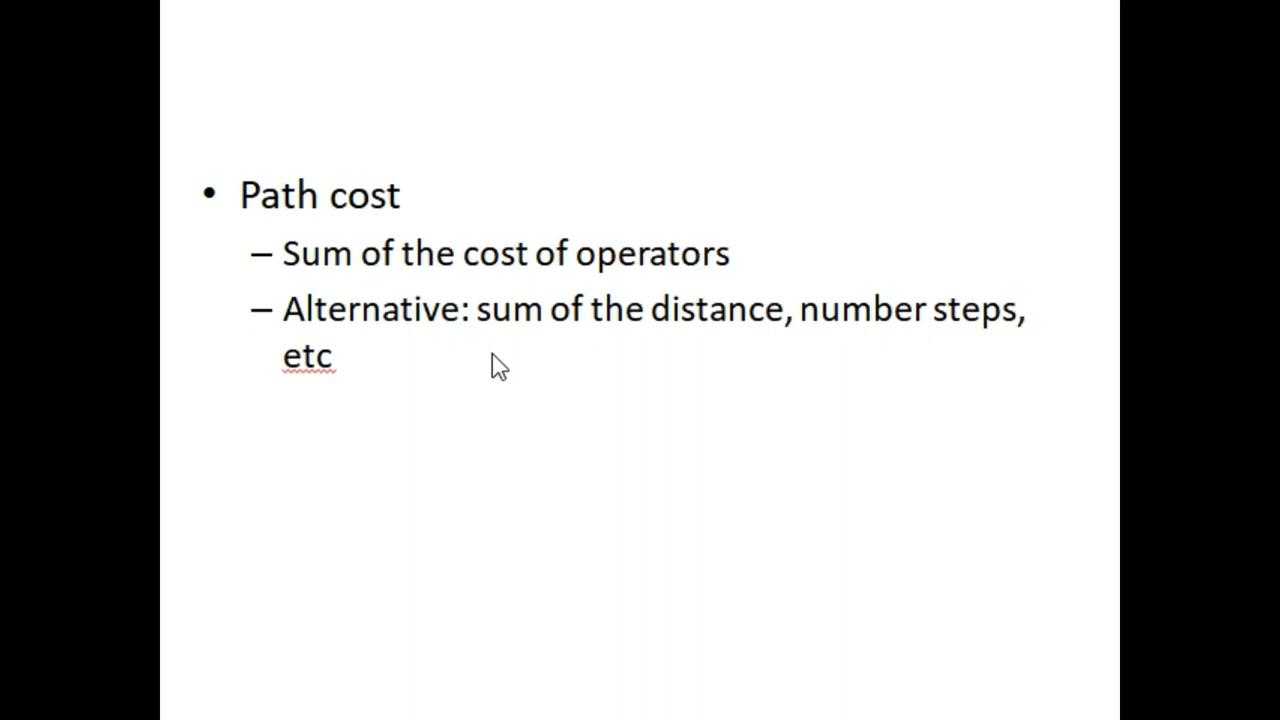 • Path cost
– Sum of the cost of operators
– Alternative: sum of the distance, number steps,
etc